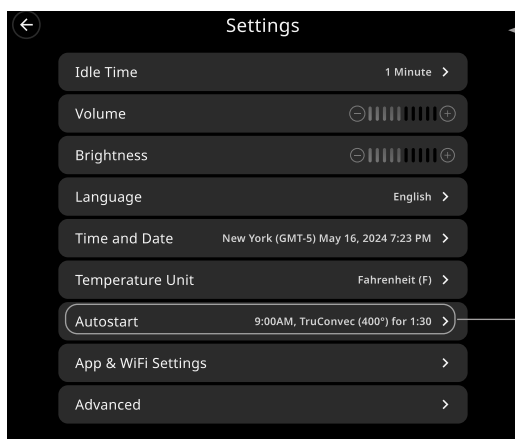 Settings
Idle Time 1 Minute
Volume
Brightness
Language English
Time and Date New York (GMT-5) May 16, 2024 7:23 PM
Temperature Unit Fahrenheit (F)
Autostart 9:00AM, TruConvec (400°) for 1:30
App & WiFi Settings
Advanced